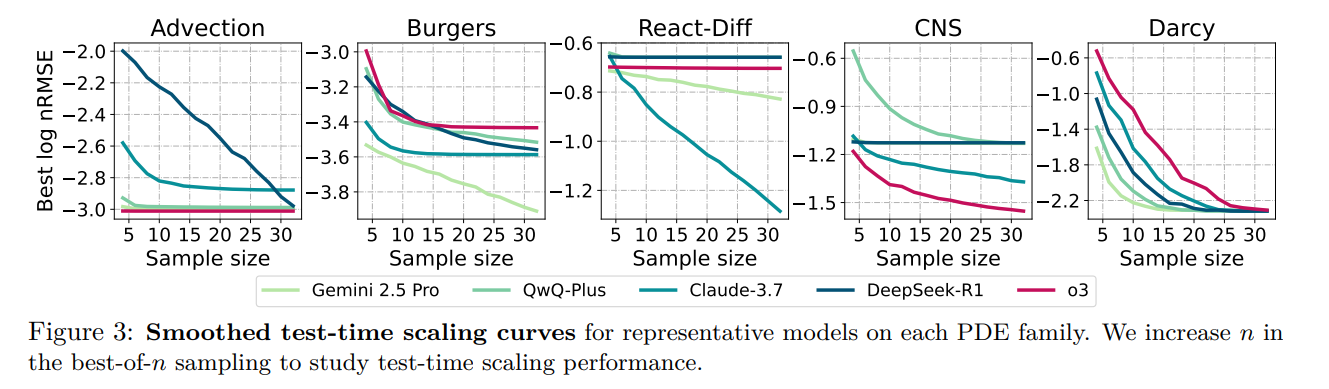 Advection Burgers React-Diff CNS Darcy
Best log nRMSE
−2.0
−2.2
−2.4
−2.6
−2.8
−3.0
5 10 15 20 25 30
Sample size
−3.0
−3.2
−3.4
−3.6
−3.8
5 10 15 20 25 30
Sample size
−0.6
−0.8
−1.0
−1.2
5 10 15 20 25 30
Sample size
−0.6
−0.9
−1.2
−1.5
5 10 15 20 25 30
Sample size
−0.6
−1.0
−1.4
−1.8
−2.2
5 10 15 20 25 30
Sample size
Gemini 2.5 Pro QwQ-Plus Claude-3.7 DeepSeek-R1 o3
Figure 3: Smoothed test-time scaling curves for representative models on each PDE family. We increase n in
the best-of-n sampling to study test-time scaling performance.